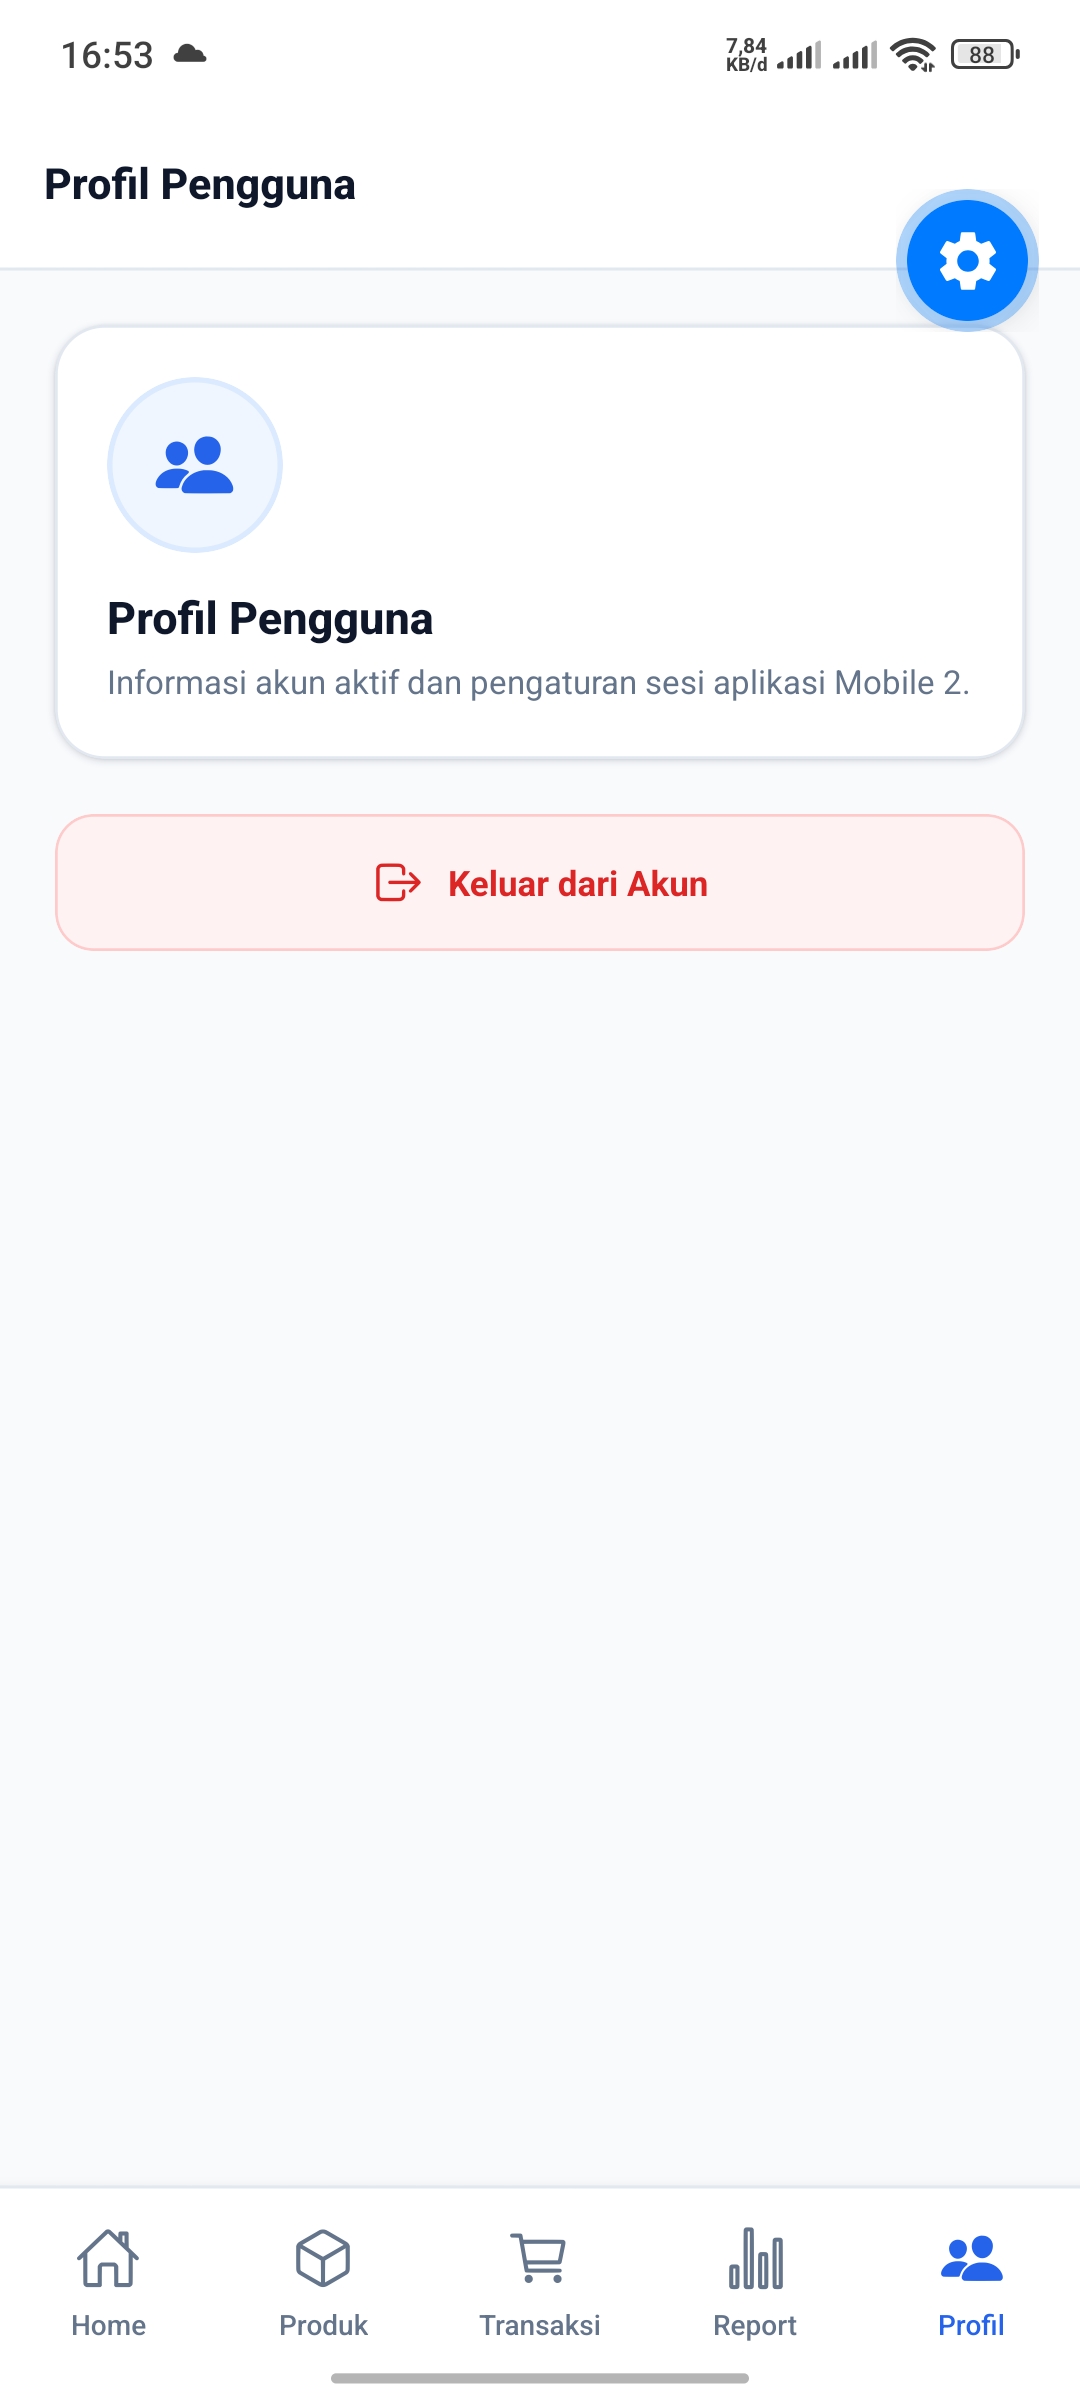 16:53
7,84
KB/d
88
Profil Pengguna
Profil Pengguna
Informasi akun aktif dan pengaturan sesi aplikasi Mobile 2.
Keluar dari Akun
Home
Produk
Transaksi
Report
Profil